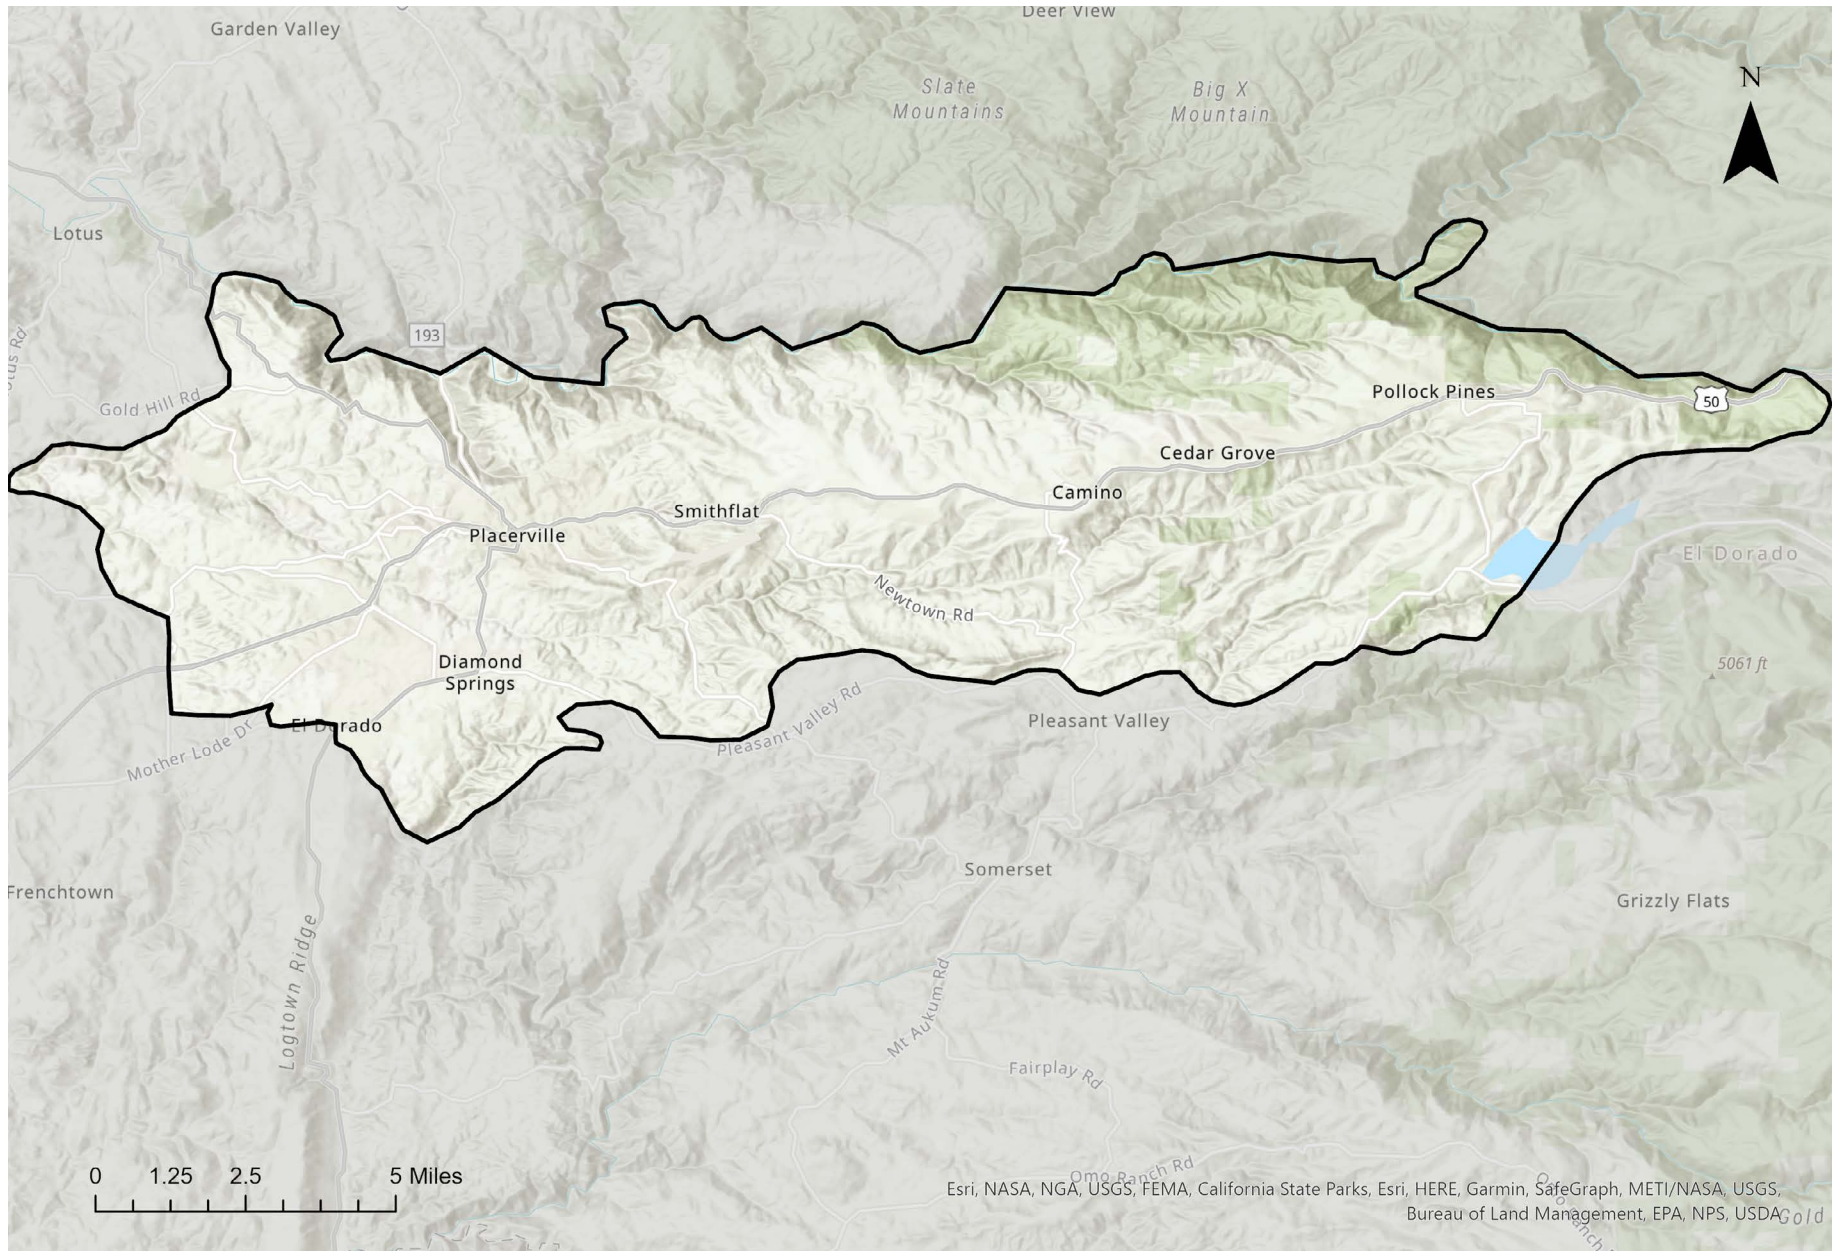 Deer View
Garden Valley
Slate
Mountains
Big X
Mountain
N
Lotus
193
Gold Hill Rd
Pollock Pines
50
Cedar Grove
Camino
Smithflat
Placerville
El Dorado
Newtown Rd
Diamond
Springs
5061 ft
El Dorado
Pleasant Valley Rd
Pleasant Valley
Mother Lode Dr
Somerset
Frenchtown
Grizzly Flats
Logtown Ridge
Mt Aukum Rd
Fairplay Rd
Omo Ranch Rd
0 1.25 2.5 5 Miles
Esri, NASA, NGA, USGS, FEMA, California State Parks, Esri, HERE, Garmin, SafeGraph, METI/NASA, USGS,
Bureau of Land Management, EPA, NPS, USDA
Gold